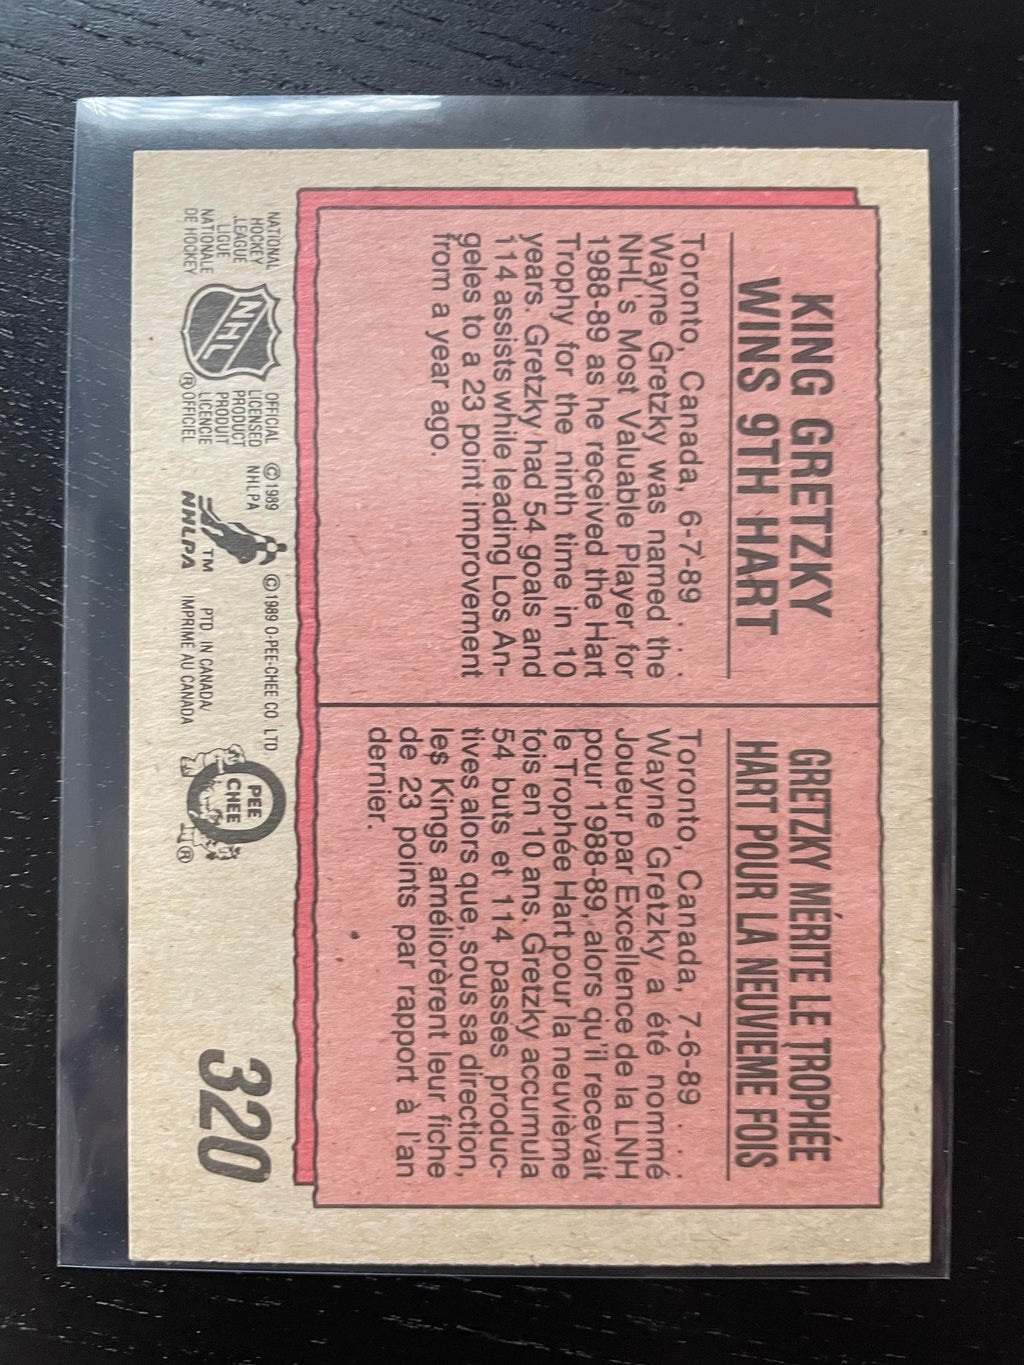 KING GRETZKY
WINS 9TH HART
Toronto, Canada, 6-7-89 . . .
Wayne Gretzky was named the
NHL's Most Valuable Player for
1988-89 as he received the Hart
Trophy for the ninth time in 10
years. Gretzky had 54 goals and
114 assists while leading Los An-
geles to a 23 point improvement
from a year ago.
GRETZKY MÉRITE LE TROPHÉE
HART POUR LA NEUVIEME FOIS
Toronto, Canada, 7-6-89 . . .
Wayne Gretzky a été nommé
Joueur par Excellence de la LNH
pour 1988-89, alors qu'il recevait
le Trophée Hart pour la neuvième
fois en 10 ans. Gretzky accumula
54 buts et 114 passes produc-
tives alors que, sous sa direction,
les Kings améliorèrent leur fiche
de 23 points par rapport à l'an
dernier.
NATIONAL
HOCKEY
LEAGUE
LIGUE
NATIONALE
DE HOCKEY
NHL
®
OFFICIAL
LICENSED
PRODUCT
PRODUIT
LICENCIE
OFFICIEL
© 1989
NHLPA
™
NHLPA
© 1989 O-PEE-CHEE CO LTD
PTD. IN CANADA/
IMPRIME AU CANADA
O
PEE
CHEE
®
320